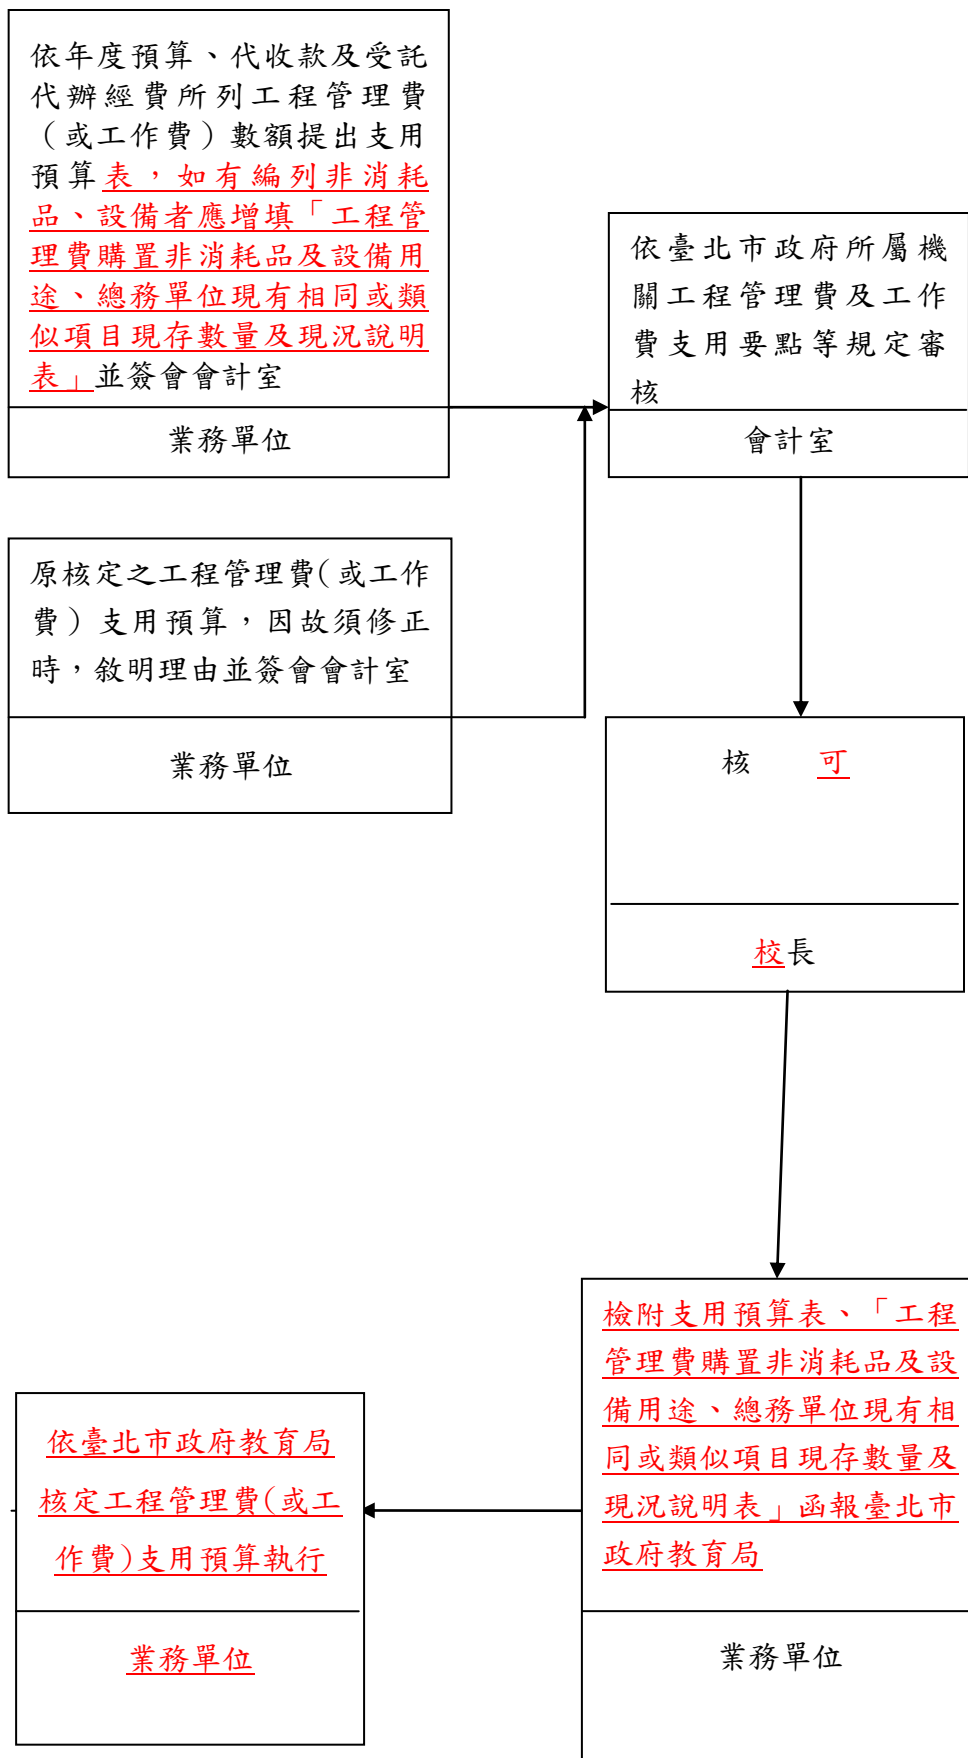 依年度預算、代收款及受託
代辦經費所列工程管理費
（或工作費）數額提出支用
預算表，如有編列非消耗
品、設備者應增填「工程管
理費購置非消耗品及設備用
途、總務單位現有相同或類
似項目現存數量及現況說明
表」並簽會會計室
業務單位
依臺北市政府所屬機
關工程管理費及工作
費支用要點等規定審
核
會計室
原核定之工程管理費(或工作
費）支用預算，因故須修正
時，敘明理由並簽會會計室
業務單位
核　可
校長
檢附支用預算表、「工程
管理費購置非消耗品及設
備用途、總務單位現有相
同或類似項目現存數量及
現況說明表」函報臺北市
政府教育局
業務單位
依臺北市政府教育局
核定工程管理費(或工
作費)支用預算執行
業務單位